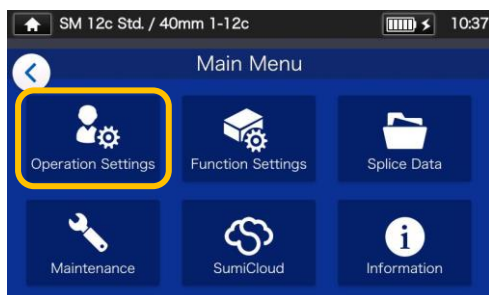 SM 12c Std. / 40mm 1-12c 10:37
Main Menu
Operation Settings Function Settings Splice Data
Maintenance SumiCloud Information